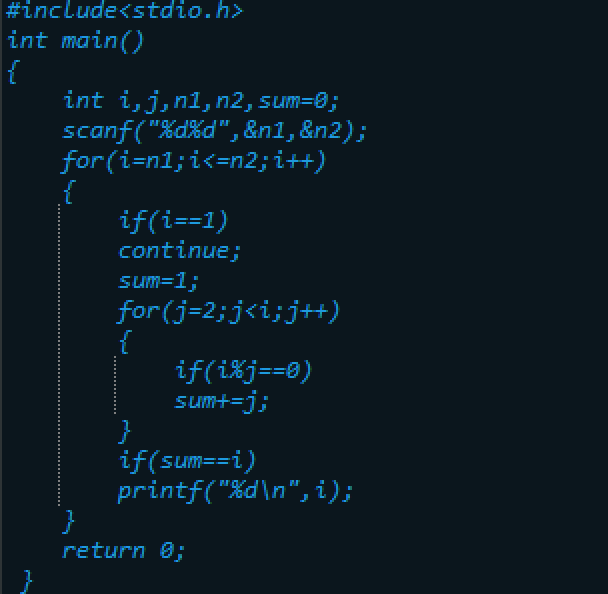 #include<stdio.h>
int main()
{
    int i,j,n1,n2,sum=0;
    scanf("%d%d",&n1,&n2);
    for(i=n1;i<=n2;i++)
    {
        if(i==1)
        continue;
        sum=1;
        for(j=2;j<i;j++)
        {
            if(i%j==0)
            sum+=j;
        }
        if(sum==i)
        printf("%d\n",i);
    }
    return 0;
 }